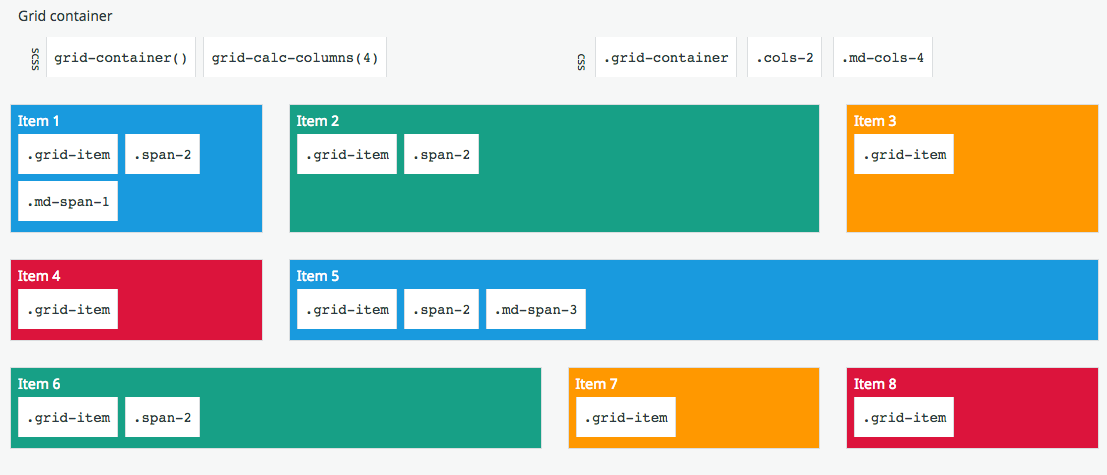 Grid container
scss grid-container() grid-calc-columns(4) css .grid-container .cols-2 .md-cols-4
Item 1
.grid-item .span-2
.md-span-1
Item 2
.grid-item .span-2
Item 3
.grid-item
Item 4
.grid-item
Item 5
.grid-item .span-2 .md-span-3
Item 6
.grid-item .span-2
Item 7
.grid-item
Item 8
.grid-item